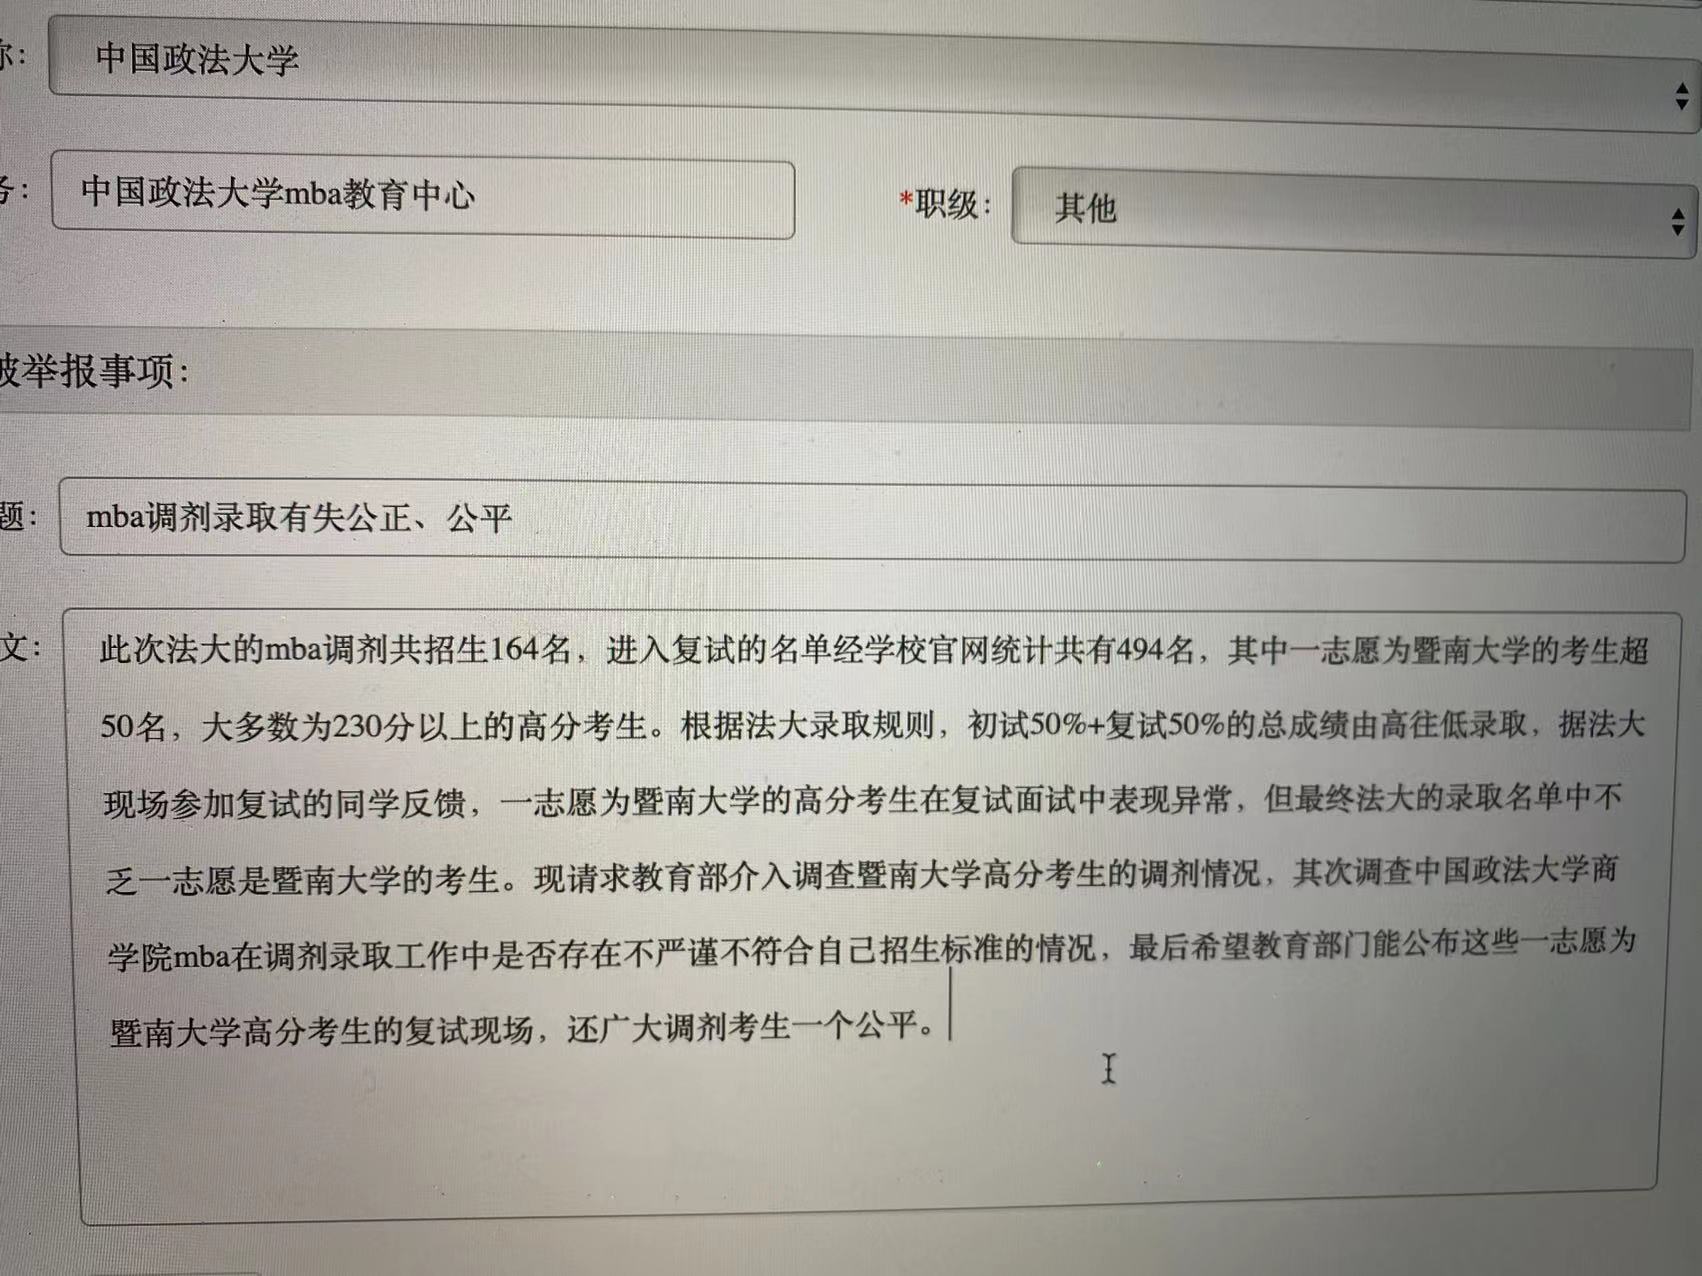 称：中国政法大学
务：中国政法大学mba教育中心 *职级：其他
被举报事项：
题：mba调剂录取有失公正、公平
文：此次法大的mba调剂共招生164名，进入复试的名单经学校官网统计共有494名，其中一志愿为暨南大学的考生超
50名，大多数为230分以上的高分考生。根据法大录取规则，初试50%+复试50%的总成绩由高往低录取，据法大
现场参加复试的同学反馈，一志愿为暨南大学的高分考生在复试面试中表现异常，但最终法大的录取名单中不
乏一志愿是暨南大学的考生。现请求教育部介入调查暨南大学高分考生的调剂情况，其次调查中国政法大学商
学院mba在调剂录取工作中是否存在不严谨不符合自己招生标准的情况，最后希望教育部门能公布这些一志愿为
暨南大学高分考生的复试现场，还广大调剂考生一个公平。